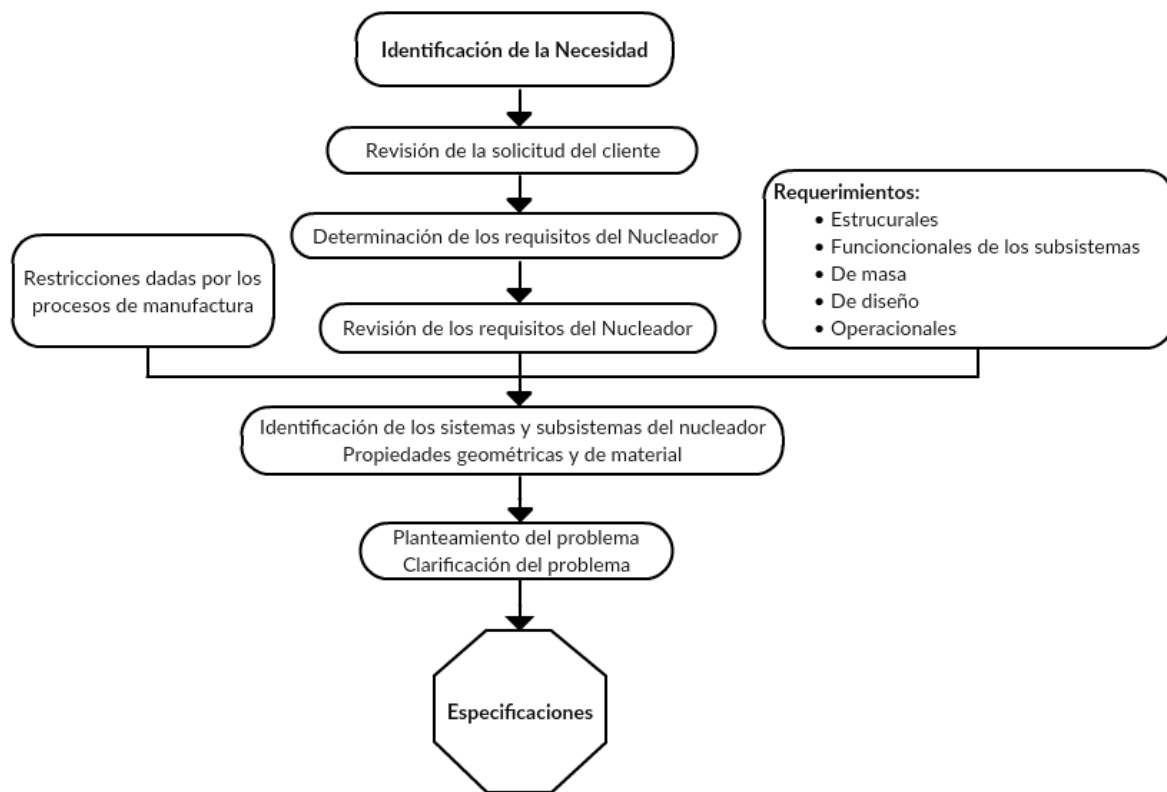 Identificación de la Necesidad
Revisión de la solicitud del cliente
Determinación de los requisitos del Nucleador
Revisión de los requisitos del Nucleador
Restricciones dadas por los
procesos de manufactura
Requerimientos:
• Estrucurales
• Funcioncionales de los subsistemas
• De masa
• De diseño
• Operacionales
Identificación de los sistemas y subsistemas del nucleador
Propiedades geométricas y de material
Planteamiento del problema
Clarificación del problema
Especificaciones